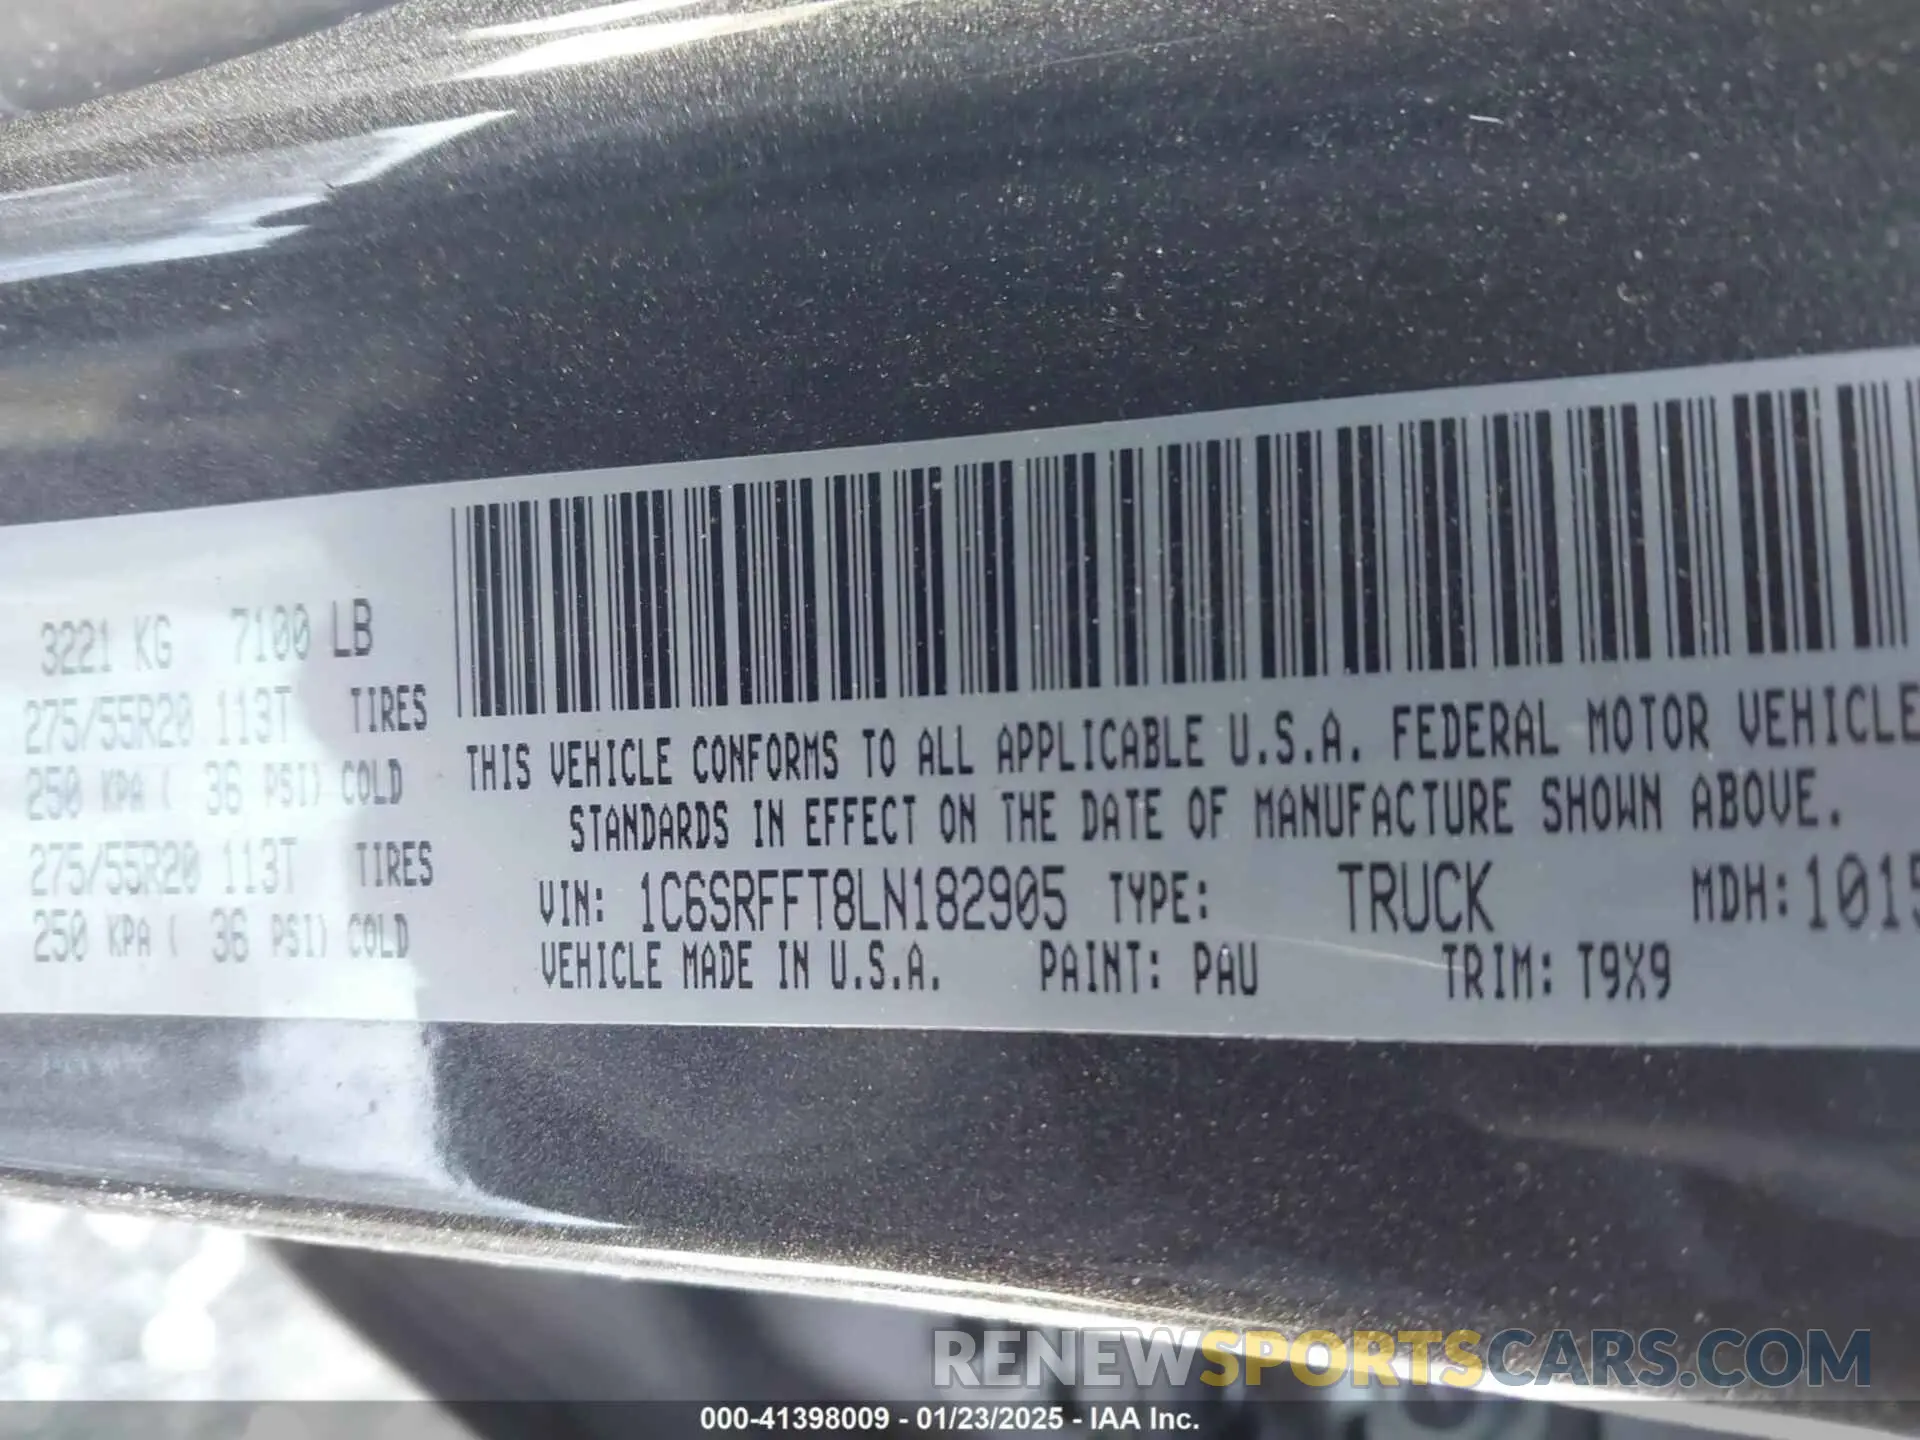 3221 KG 7100 LB
275/55R20 113T TIRES
250 KPA ( 36 PSI) COLD
275/55R20 113T TIRES
250 KPA ( 36 PSI) COLD
THIS VEHICLE CONFORMS TO ALL APPLICABLE U.S.A. FEDERAL MOTOR VEHICLE
STANDARDS IN EFFECT ON THE DATE OF MANUFACTURE SHOWN ABOVE.
VIN: 1C6SRFFT8LN182905 TYPE: TRUCK MDH: 1015
VEHICLE MADE IN U.S.A. PAINT: PAU TRIM: T9X9
RENEWSPORTSCARS.COM
000-41398009 - 01/23/2025 - IAA Inc.